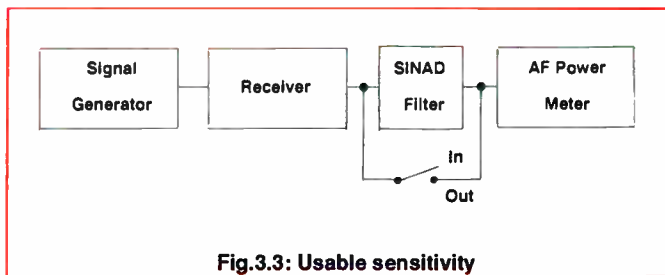 Signal
Generator
Receiver
SINAD
Filter
AF Power
Meter
In
Out
Fig.3.3: Usable sensitivity